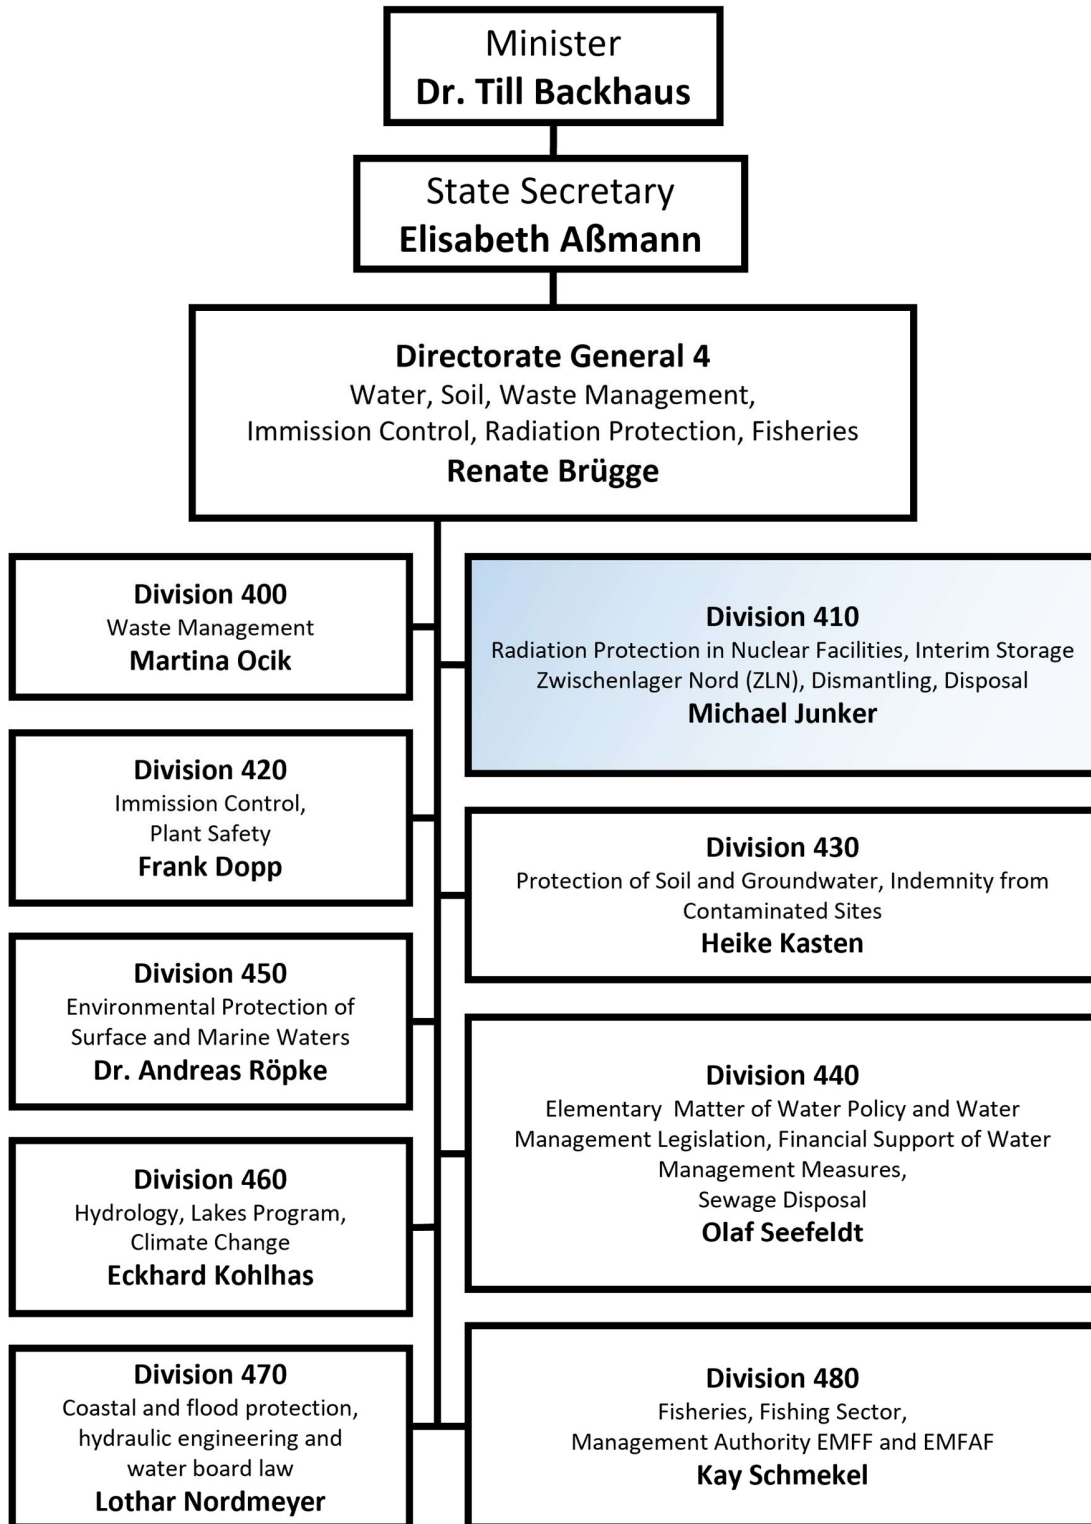 Minister
Dr. Till Backhaus
State Secretary
Elisabeth Aßmann
Directorate General 4
Water, Soil, Waste Management,
Immission Control, Radiation Protection, Fisheries
Renate Brügge
Division 400
Waste Management
Martina Ocik
Division 410
Radiation Protection in Nuclear Facilities, Interim Storage
Zwischenlager Nord (ZLN), Dismantling, Disposal
Michael Junker
Division 420
Immission Control,
Plant Safety
Frank Dopp
Division 430
Protection of Soil and Groundwater, Indemnity from
Contaminated Sites
Heike Kasten
Division 450
Environmental Protection of
Surface and Marine Waters
Dr. Andreas Röpke
Division 440
Elementary  Matter of Water Policy and Water
Management Legislation, Financial Support of Water
Management Measures,
Sewage Disposal
Olaf Seefeldt
Division 460
Hydrology, Lakes Program,
Climate Change
Eckhard Kohlhas
Division 470
Coastal and flood protection,
hydraulic engineering and
water board law
Lothar Nordmeyer
Division 480
Fisheries, Fishing Sector,
Management Authority EMFF and EMFAF
Kay Schmekel